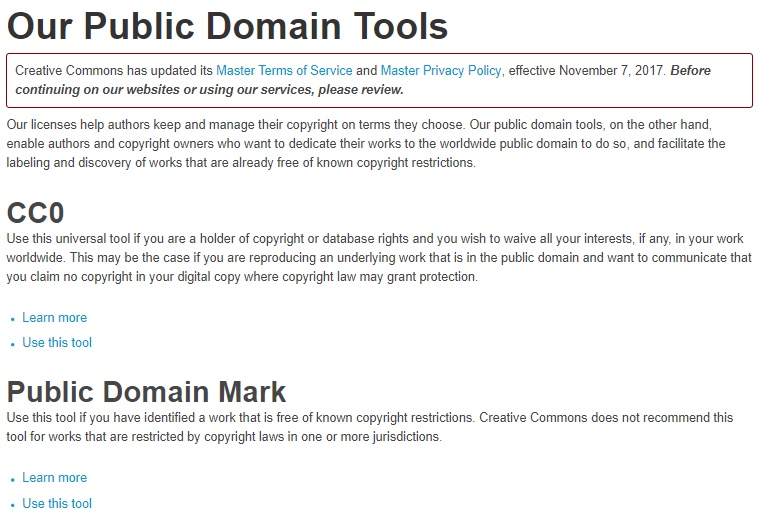 Our Public Domain Tools
Creative Commons has updated its Master Terms of Service and Master Privacy Policy, effective November 7, 2017. Before
continuing on our websites or using our services, please review.
Our licenses help authors keep and manage their copyright on terms they choose. Our public domain tools, on the other hand,
enable authors and copyright owners who want to dedicate their works to the worldwide public domain to do so, and facilitate the
labeling and discovery of works that are already free of known copyright restrictions.
CC0
Use this universal tool if you are a holder of copyright or database rights and you wish to waive all your interests, if any, in your work
worldwide. This may be the case if you are reproducing an underlying work that is in the public domain and want to communicate that
you claim no copyright in your digital copy where copyright law may grant protection.
Learn more
Use this tool
Public Domain Mark
Use this tool if you have identified a work that is free of known copyright restrictions. Creative Commons does not recommend this
tool for works that are restricted by copyright laws in one or more jurisdictions.
Learn more
Use this tool